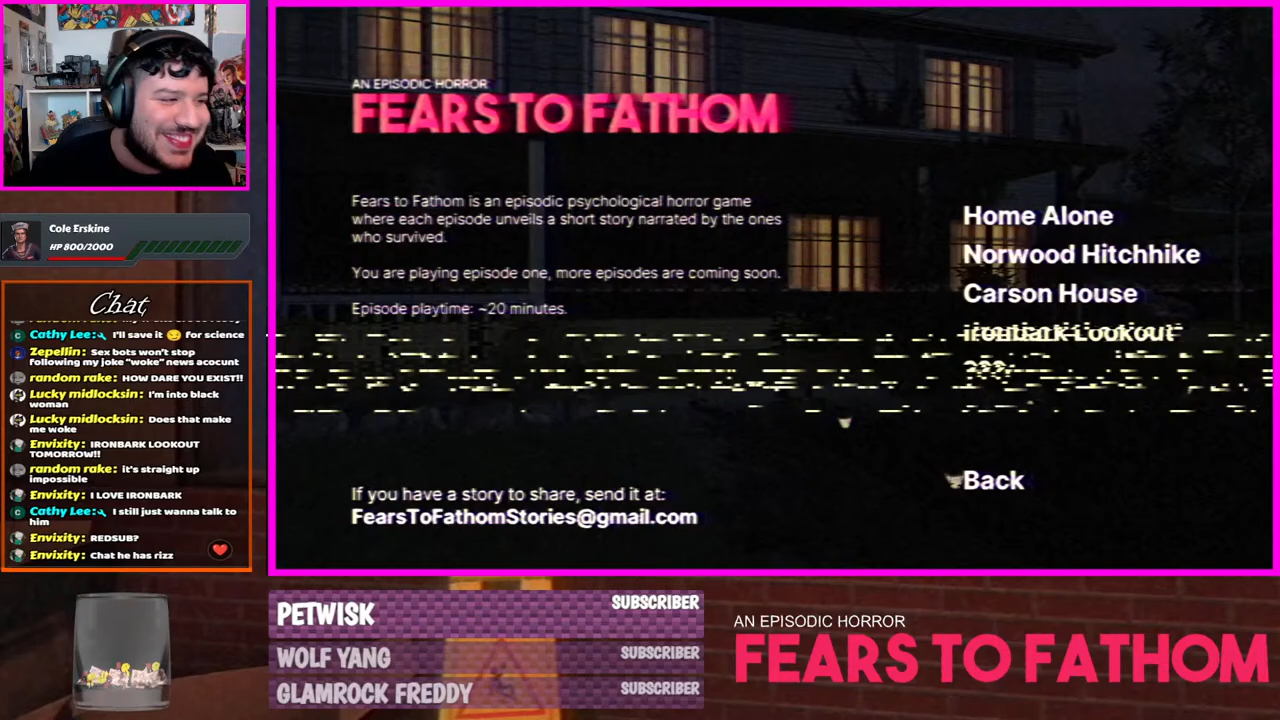 Cole Erskine
HP 800/2000
Chat
Cathy Lee: I'll save it 😏 for science
Zepellin: Sex bots won't stop
following my joke "woke" news acocunt
random rake: HOW DARE YOU EXIST!!
Lucky midlocksin: I'm into black
woman
Lucky midlocksin: Does that make
me woke
Envixity: IRONBARK LOOKOUT
TOMORROW!!
random rake: it's straight up
impossible
Envixity: I LOVE IRONBARK
Cathy Lee: I still just wanna talk to
him
Envixity: REDSUB?
Envixity: Chat he has rizz
AN EPISODIC HORROR
FEARS TO FATHOM
Fears to Fathom is an episodic psychological horror game
where each episode unveils a short story narrated by the ones
who survived.
You are playing episode one, more episodes are coming soon.
Episode playtime: ~20 minutes.
If you have a story to share, send it at:
FearsToFathomStories@gmail.com
Home Alone
Norwood Hitchhike
Carson House
Ironbark Lookout
???
Back
PETWISK SUBSCRIBER
WOLF YANG SUBSCRIBER
GLAMROCK FREDDY SUBSCRIBER
AN EPISODIC HORROR
FEARS TO FATHOM